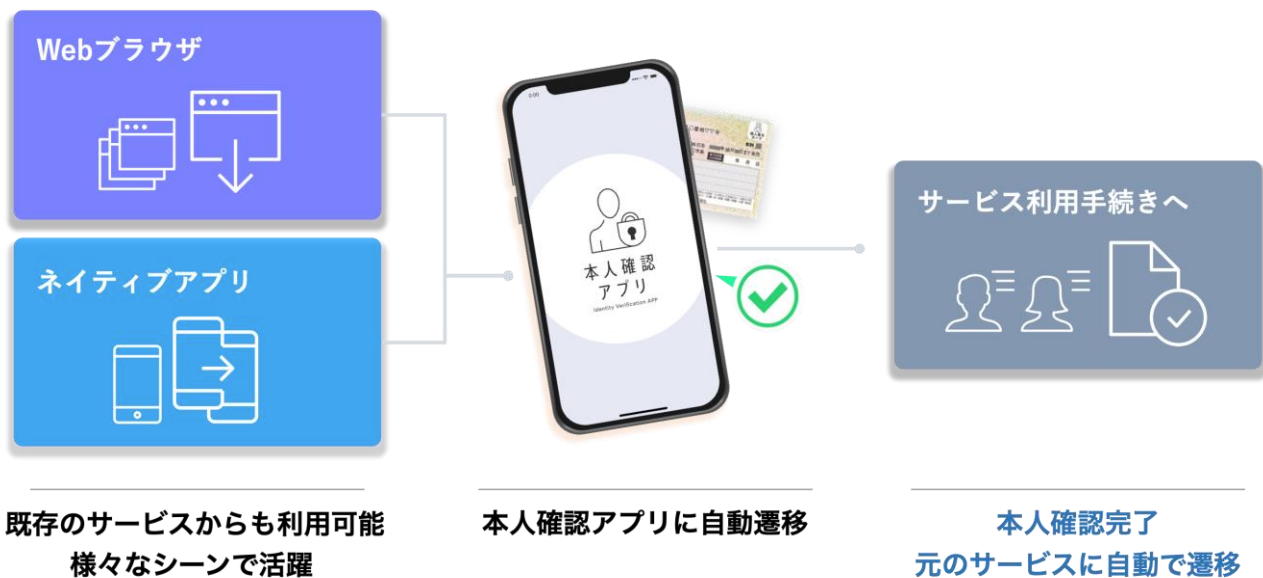 Webブラウザ
ネイティブアプリ
既存のサービスからも利用可能
様々なシーンで活躍
0:00
本人確認
アプリ
Identity Verification APP
本人確認アプリに自動遷移
サービス利用手続きへ
本人確認完了
元のサービスに自動で遷移